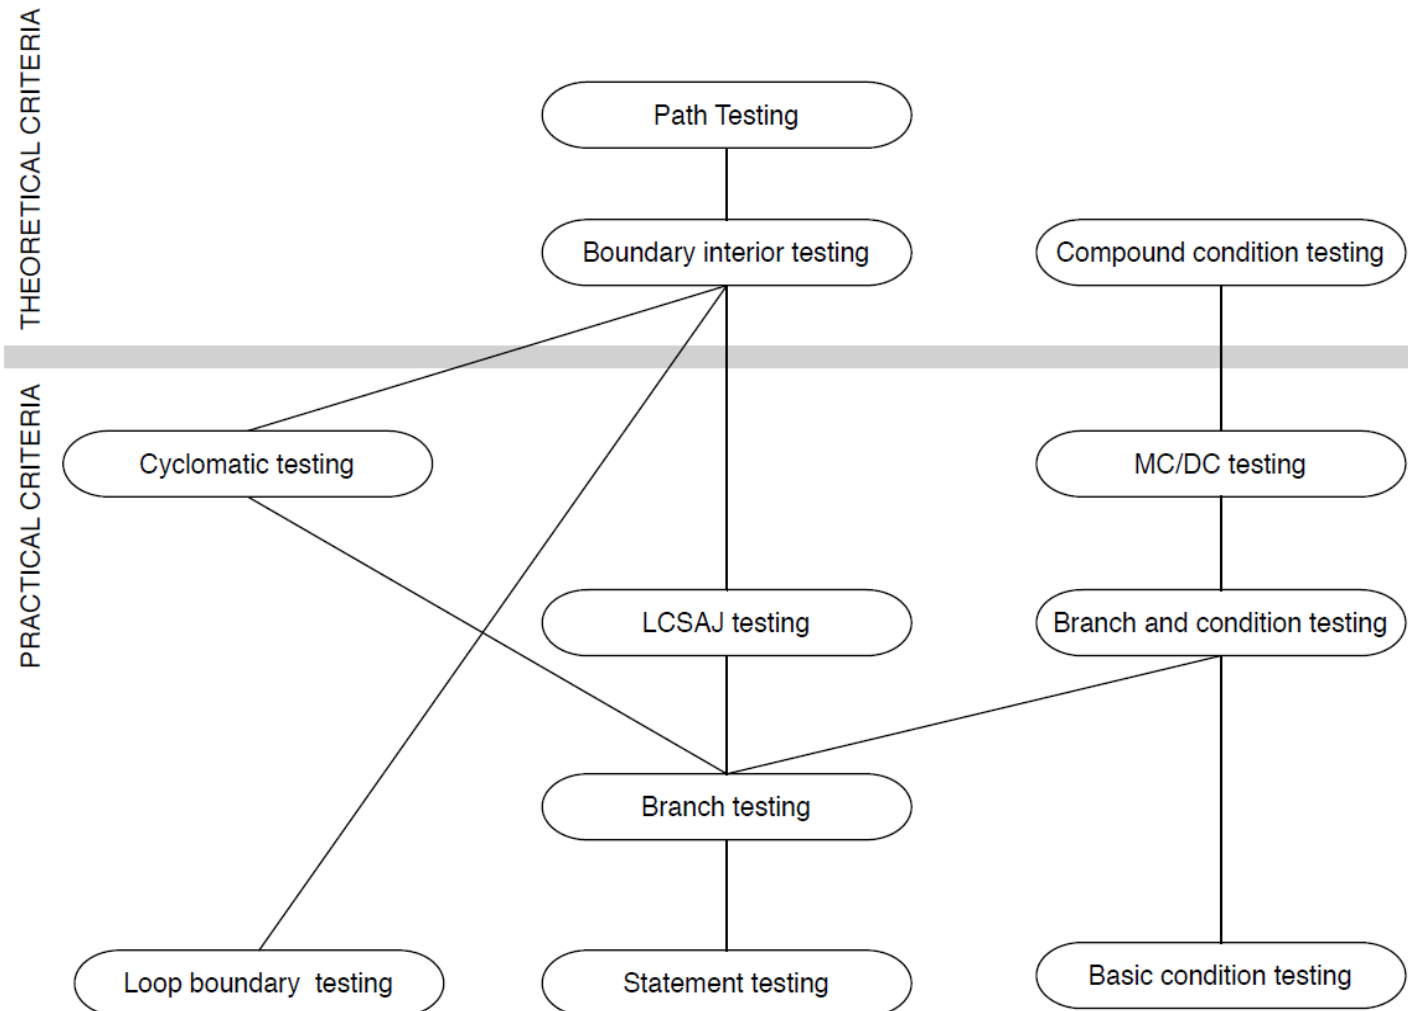 THEORETICAL CRITERIA
Path Testing
Boundary interior testing
Compound condition testing
PRACTICAL CRITERIA
Cyclomatic testing
MC/DC testing
LCSAJ testing
Branch and condition testing
Branch testing
Loop boundary testing
Statement testing
Basic condition testing